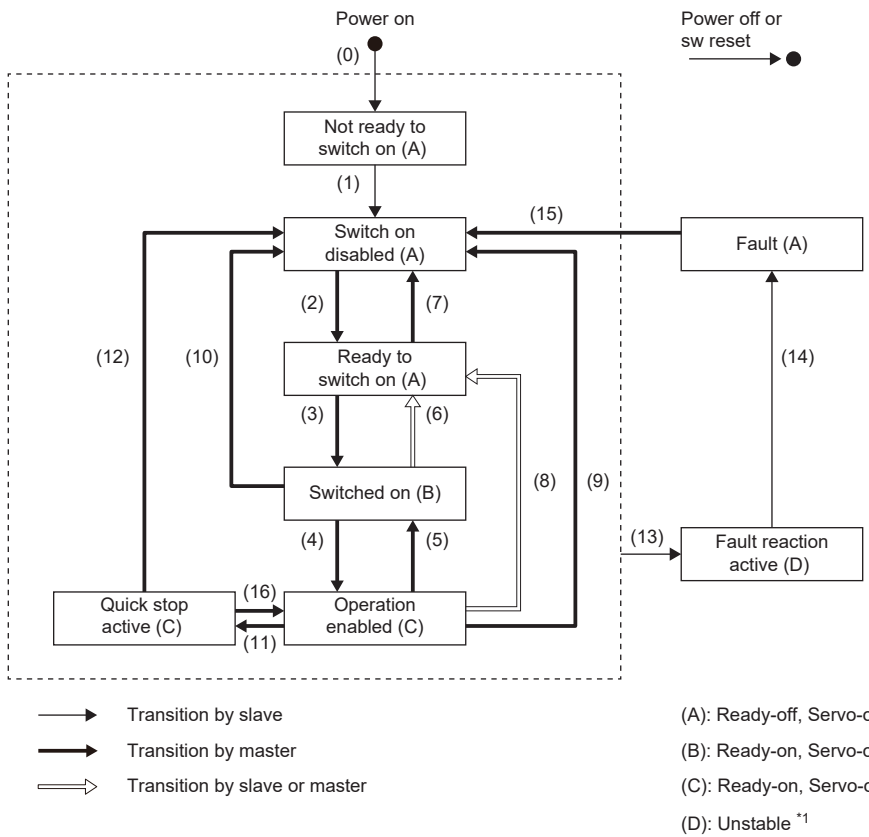 Power on
(0)
Power off or
sw reset
Not ready to
switch on (A)
(1)
Switch on
disabled (A)
(15)
Fault (A)
(2)
(7)
(12)
(10)
(14)
Ready to
switch on (A)
(3)
(6)
(8)
(9)
Switched on (B)
(4)
(5)
(13)
Fault reaction
active (D)
Quick stop
active (C)
(16)
(11)
Operation
enabled (C)
Transition by slave
Transition by master
Transition by slave or master
(A): Ready-off,
(B): Ready-on,
(C): Ready-on,
(D): Unstable *1